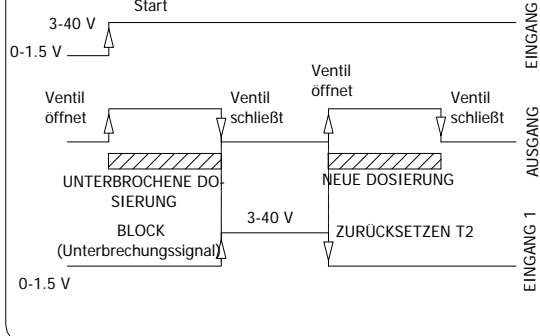 Start
3-40 V
0-1.5 V
EINGANG
Ventil
öffnet
Ventil
schließt
Ventil
öffnet
Ventil
schließt
AUSGANG
UNTERBROCHENE DO-
SIERUNG
NEUE DOSIERUNG
BLOCK
(Unterbrechungssignal)
3-40 V
ZURÜCKSETZEN T2
0-1.5 V
EINGANG 1